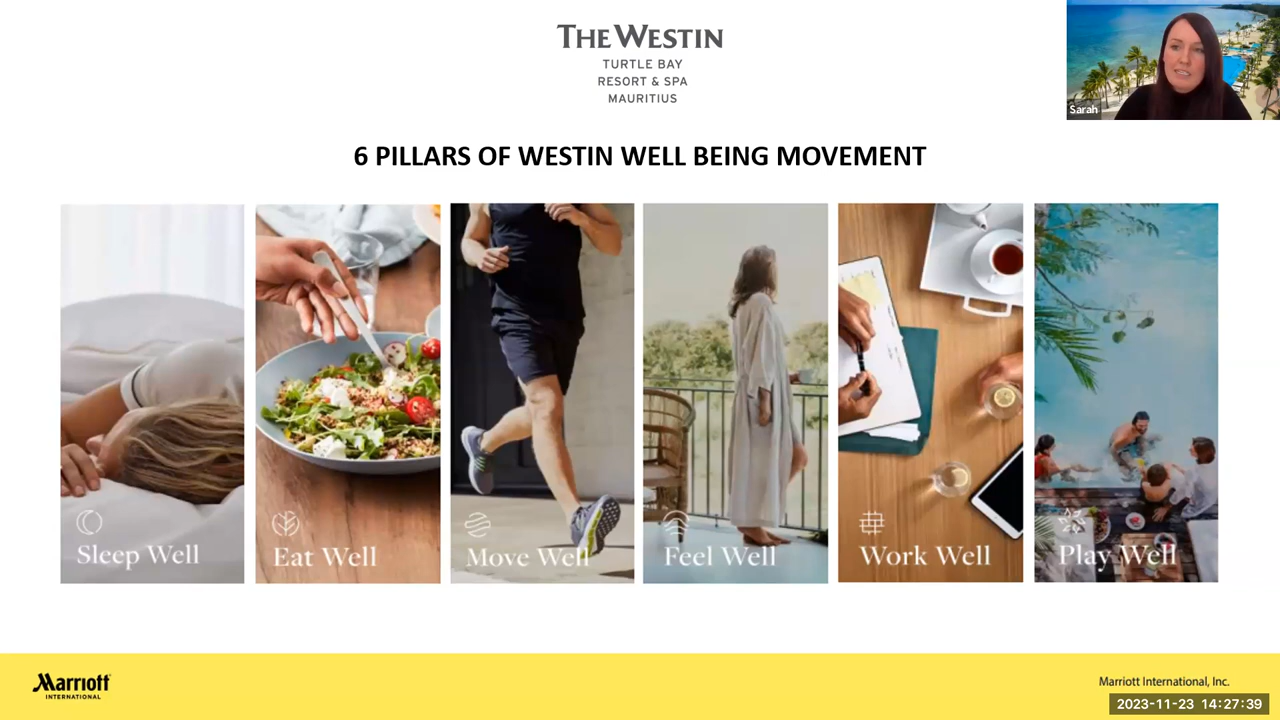 THE WESTIN
TURTLE BAY
RESORT & SPA
MAURITIUS
Sarah
6 PILLARS OF WESTIN WELL BEING MOVEMENT
Sleep Well
Eat Well
Move Well
Feel Well
Work Well
Play Well
Marriott
INTERNATIONAL
Marriott International, Inc.
2023-11-23 14:27:39